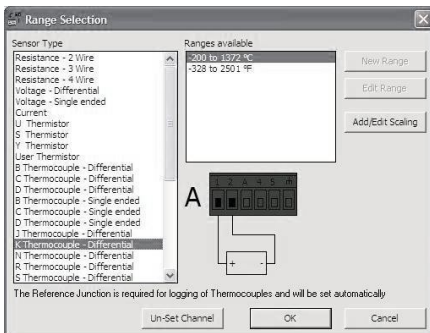 Range Selection
Sensor Type
Resistance - 2 Wire
Resistance - 3 Wire
Resistance - 4 Wire
Voltage - Differential
Voltage - Single ended
Current
U Thermistor
S Thermistor
Y Thermistor
User Thermistor
B Thermocouple - Differential
C Thermocouple - Differential
D Thermocouple - Differential
B Thermocouple - Single ended
C Thermocouple - Single ended
D Thermocouple - Single ended
J Thermocouple - Differential
K Thermocouple - Differential
N Thermocouple - Differential
R Thermocouple - Differential
S Thermocouple - Differential
Ranges available
-200 to 1372 ºC
-328 to 2501 ºF
New Range
Edit Range
Add/Edit Scaling
A
1 2 A 4 5
+ -
The Reference Junction is required for logging of Thermocouples and will be set automatically
Un-Set Channel
OK
Cancel